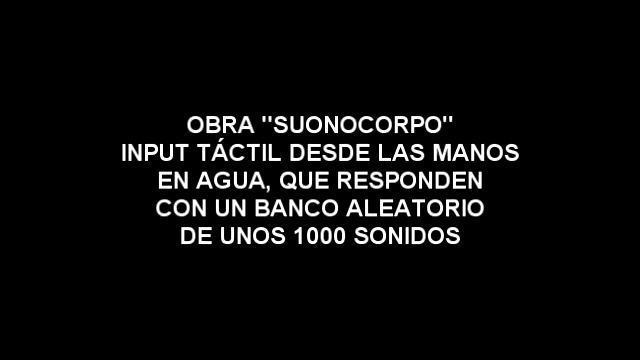 OBRA "SUONOCORPO"
INPUT TÁCTIL DESDE LAS MANOS
EN AGUA, QUE RESPONDEN
CON UN BANCO ALEATORIO
DE UNOS 1000 SONIDOS